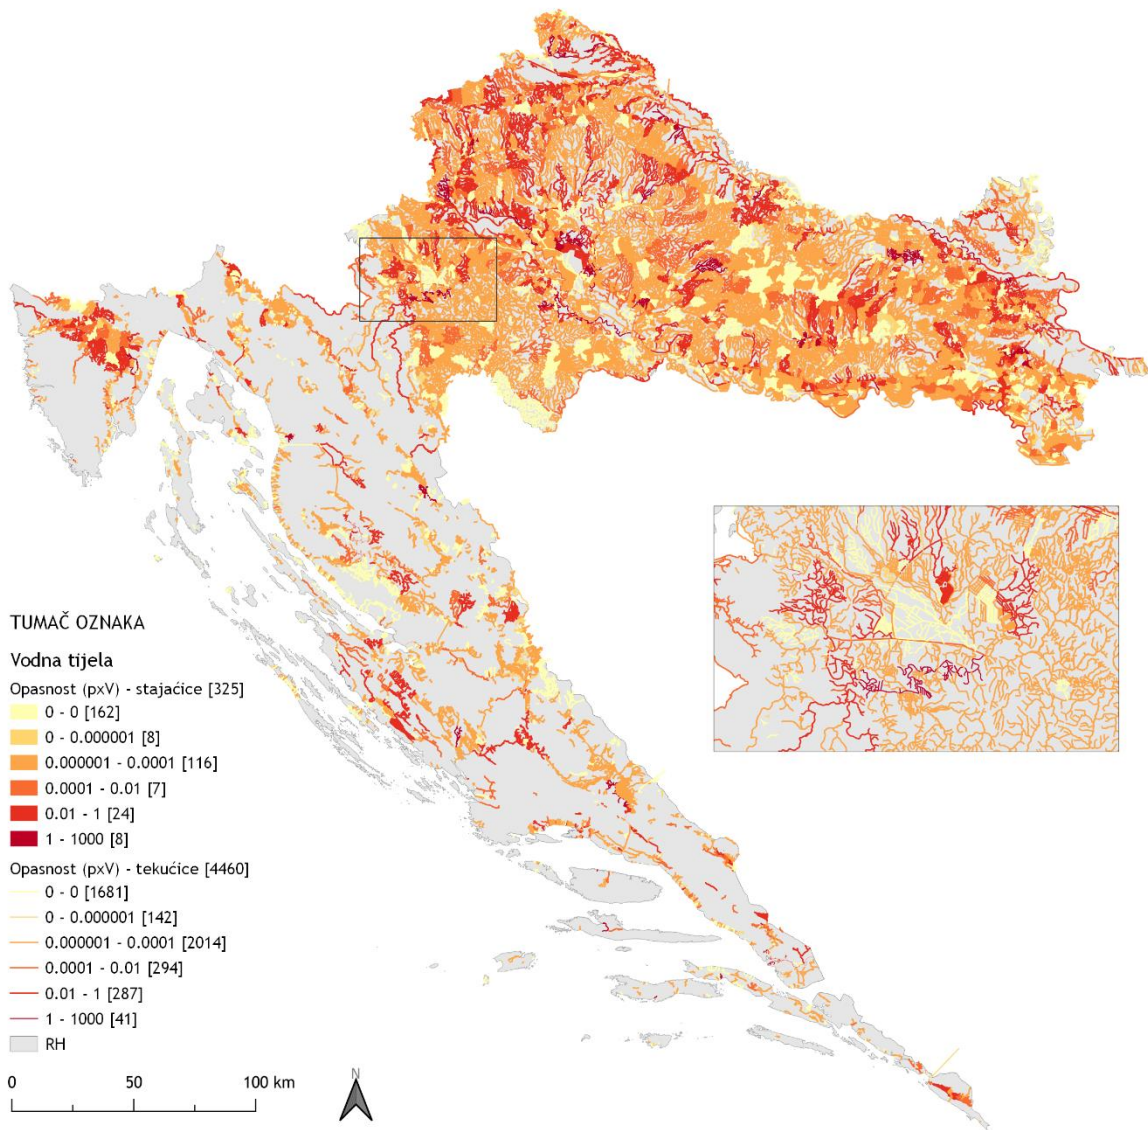 TUMAČ OZNAKA
Vodna tijela
Opasnost (pxV) - stajaćice [325]
0 - 0 [162]
0 - 0.000001 [8]
0.000001 - 0.0001 [116]
0.0001 - 0.01 [7]
0.01 - 1 [24]
1 - 1000 [8]
Opasnost (pxV) - tekućice [4460]
0 - 0 [1681]
0 - 0.000001 [142]
0.000001 - 0.0001 [2014]
0.0001 - 0.01 [294]
0.01 - 1 [287]
1 - 1000 [41]
RH
0 50 100 km
N